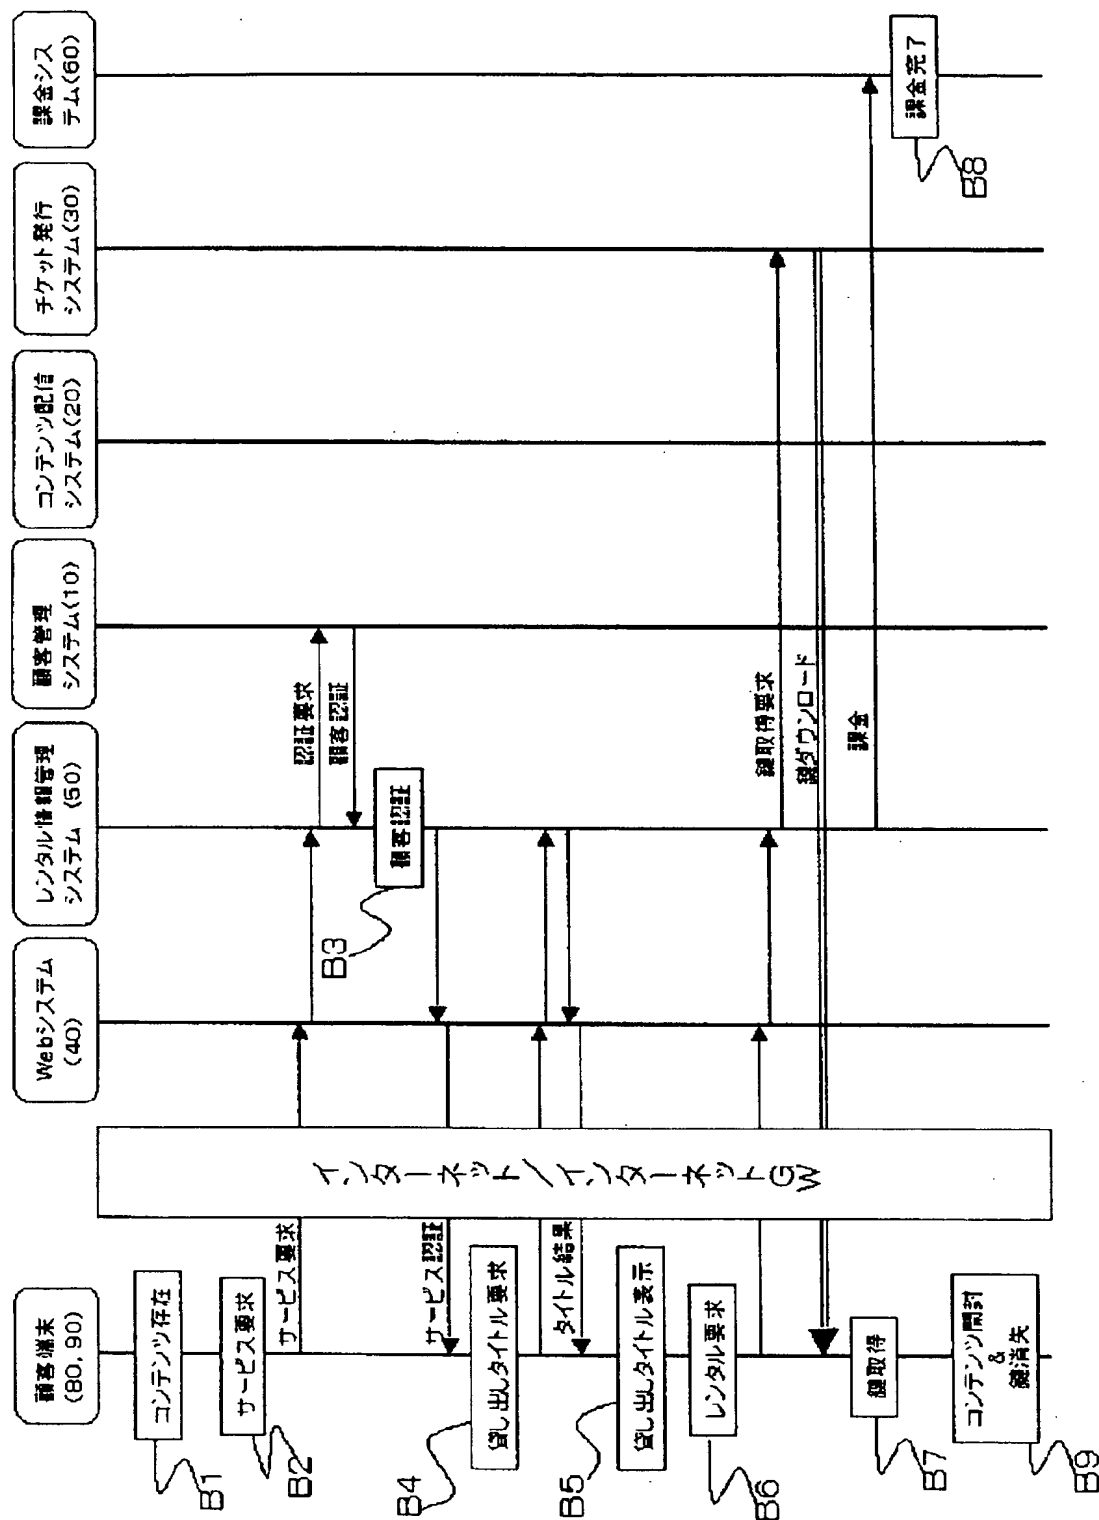 顧客端末
(80, 90)
Webシステム
(40)
レンタル情報管理
システム (50)
顧客管理
システム(10)
コンテンツ配信
システム(20)
チケット発行
システム(30)
課金シス
テム(60)
インターネット/インターネットGW
コンテンツ存在
B1
サービス要求
B2
サービス要求
認証要求
顧客認証
顧客認証
B3
サービス認証
貸し出しタイトル要求
B4
タイトル結果
貸し出しタイトル表示
B5
レンタル要求
B6
鍵取得要求
鍵ダウンロード
鍵取得
B7
課金
課金完了
B8
コンテンツ開封
&
鍵消失
B9